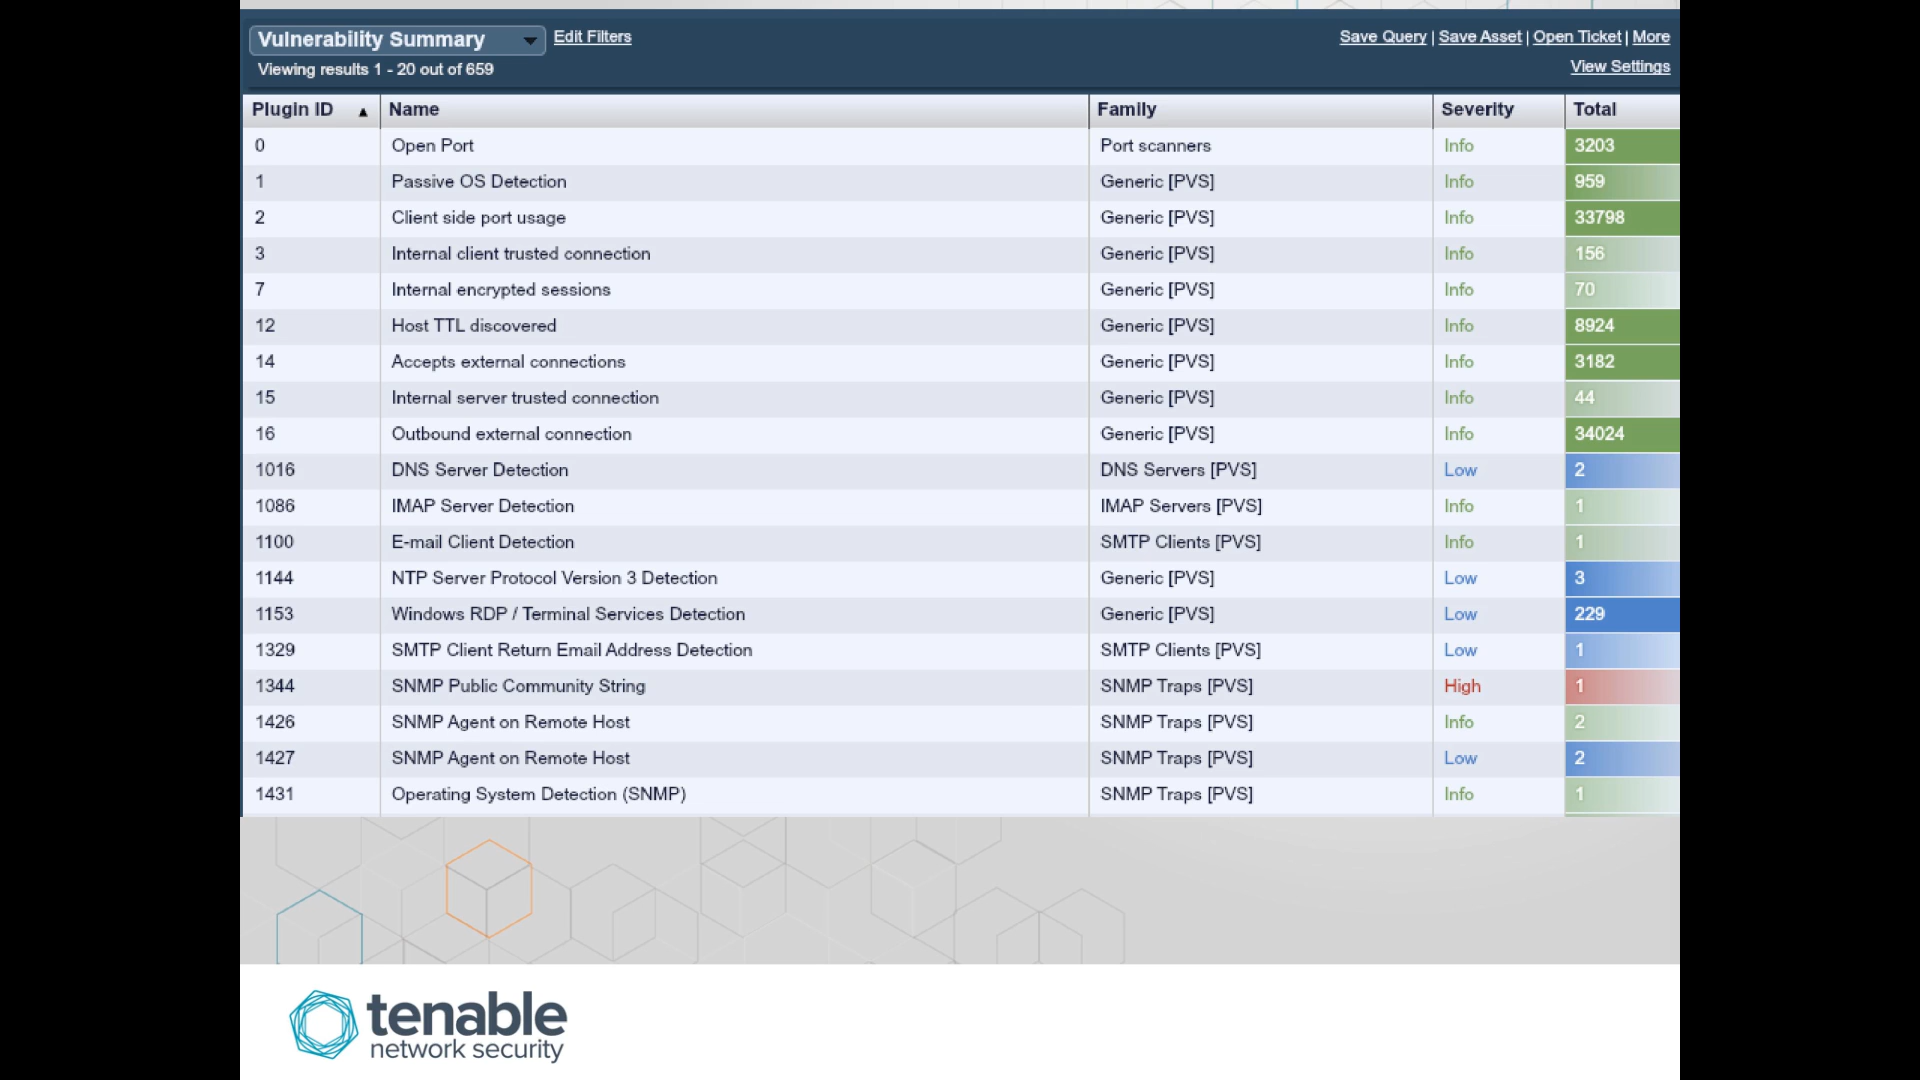 Vulnerability Summary Edit Filters Save Query | Save Asset | Open Ticket | More
Viewing results 1 - 20 out of 659 View Settings
Plugin ID ▲ Name Family Severity Total
0 Open Port Port scanners Info 3203
1 Passive OS Detection Generic [PVS] Info 959
2 Client side port usage Generic [PVS] Info 33798
3 Internal client trusted connection Generic [PVS] Info 156
7 Internal encrypted sessions Generic [PVS] Info 70
12 Host TTL discovered Generic [PVS] Info 8924
14 Accepts external connections Generic [PVS] Info 3182
15 Internal server trusted connection Generic [PVS] Info 44
16 Outbound external connection Generic [PVS] Info 34024
1016 DNS Server Detection DNS Servers [PVS] Low 2
1086 IMAP Server Detection IMAP Servers [PVS] Info 1
1100 E-mail Client Detection SMTP Clients [PVS] Info 1
1144 NTP Server Protocol Version 3 Detection Generic [PVS] Low 3
1153 Windows RDP / Terminal Services Detection Generic [PVS] Low 229
1329 SMTP Client Return Email Address Detection SMTP Clients [PVS] Low 1
1344 SNMP Public Community String SNMP Traps [PVS] High 1
1426 SNMP Agent on Remote Host SNMP Traps [PVS] Info 2
1427 SNMP Agent on Remote Host SNMP Traps [PVS] Low 2
1431 Operating System Detection (SNMP) SNMP Traps [PVS] Info 1
tenable
network security